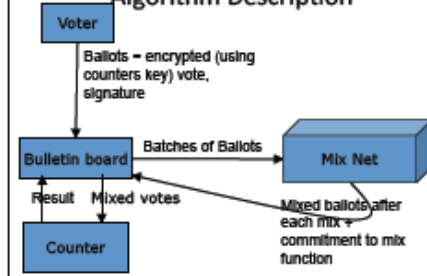 Algorithm Description
Voter
Ballots = encrypted (using
counters key) vote,
signature
Batches of Ballots
Bulletin board
Mix Net
Result
Mixed votes
Mixed ballots after
each mix +
commitment to mix
function
Counter